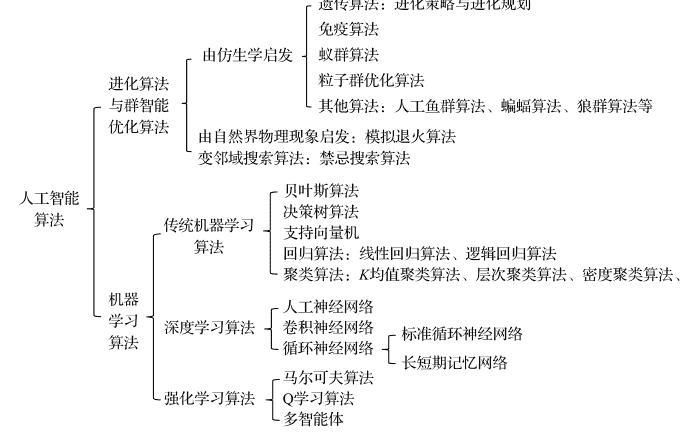 遗传算法：进化策略与进化规划
免疫算法
由仿生学启发
蚁群算法
粒子群优化算法
进化算法
与群智能
优化算法
其他算法：人工鱼群算法、蝙蝠算法、狼群算法等
由自然界物理现象启发：模拟退火算法
变邻域搜索算法：禁忌搜索算法
人工智能
算法
贝叶斯算法
决策树算法
传统机器学习
算法
支持向量机
回归算法：线性回归算法、逻辑回归算法
聚类算法：K均值聚类算法、层次聚类算法、密度聚类算法、
机器
学习
算法
人工神经网络
深度学习算法
卷积神经网络
循环神经网络
标准循环神经网络
长短期记忆网络
马尔可夫算法
强化学习算法
Q学习算法
多智能体